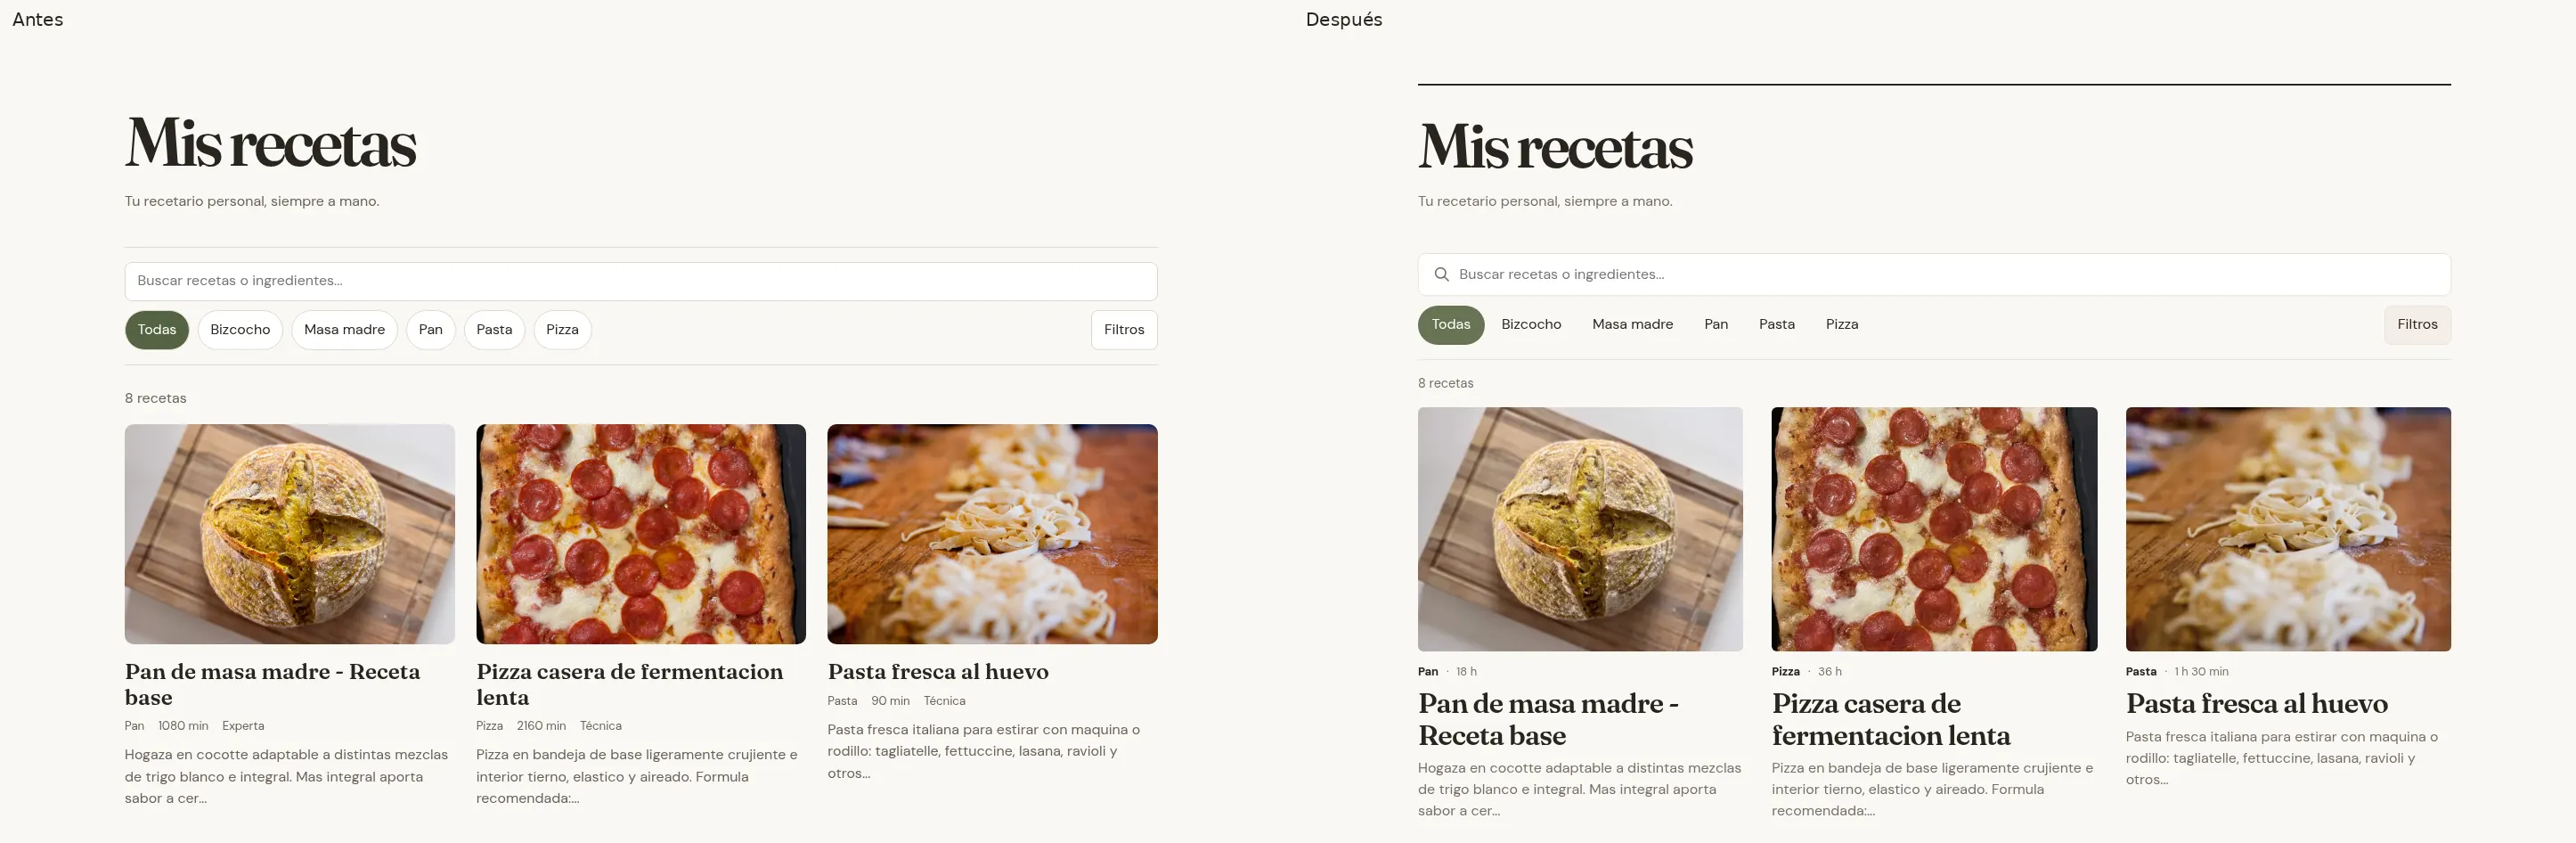 Antes
Mis recetas
Tu recetario personal, siempre a mano.
Buscar recetas o ingredientes...
Todas Bizcocho Masa madre Pan Pasta Pizza Filtros
8 recetas
Pan de masa madre - Receta
base
Pan 1080 min Experta
Hogaza en cocotte adaptable a distintas mezclas
de trigo blanco e integral. Mas integral aporta
sabor a cer...
Pizza casera de fermentacion
lenta
Pizza 2160 min Técnica
Pizza en bandeja de base ligeramente crujiente e
interior tierno, elastico y aireado. Formula
recomendada:...
Pasta fresca al huevo
Pasta 90 min Técnica
Pasta fresca italiana para estirar con maquina o
rodillo: tagliatelle, fettuccine, lasana, ravioli y
otros...
Después
Mis recetas
Tu recetario personal, siempre a mano.
Buscar recetas o ingredientes...
Todas Bizcocho Masa madre Pan Pasta Pizza Filtros
8 recetas
Pan · 18 h
Pan de masa madre -
Receta base
Hogaza en cocotte adaptable a distintas mezclas
de trigo blanco e integral. Mas integral aporta
sabor a cer...
Pizza · 36 h
Pizza casera de
fermentacion lenta
Pizza en bandeja de base ligeramente crujiente e
interior tierno, elastico y aireado. Formula
recomendada:...
Pasta · 1 h 30 min
Pasta fresca al huevo
Pasta fresca italiana para estirar con maquina o
rodillo: tagliatelle, fettuccine, lasana, ravioli y
otros...